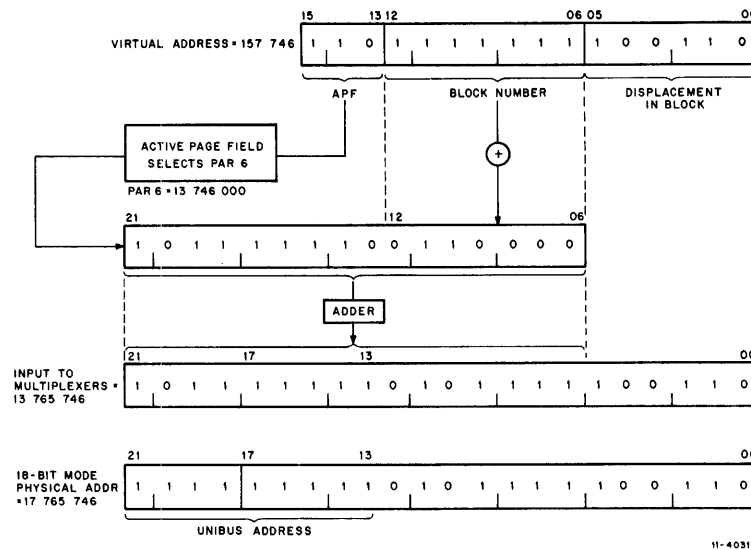 15 13 12 06 05 00
VIRTUAL ADDRESS = 157 746
1 1 0 1 1 1 1 1 1 1 1 0 0 1 1 0
APF
BLOCK NUMBER
DISPLACEMENT
IN BLOCK
ACTIVE PAGE FIELD
SELECTS PAR 6
+
PAR 6 = 13 746 000
21 12 06
1 0 1 1 1 1 1 1 0 0 1 1 0 0 0 0
ADDER
21 17 13 00
INPUT TO
MULTIPLEXERS =
13 765 746
1 0 1 1 1 1 1 1 1 0 1 0 1 1 1 1 1 0 0 1 1 0
21 17 13 00
18-BIT MODE
PHYSICAL ADDR
=17 765 746
1 1 1 1 1 1 1 1 1 0 1 0 1 1 1 1 1 0 0 1 1 0
UNIBUS ADDRESS
11-4031